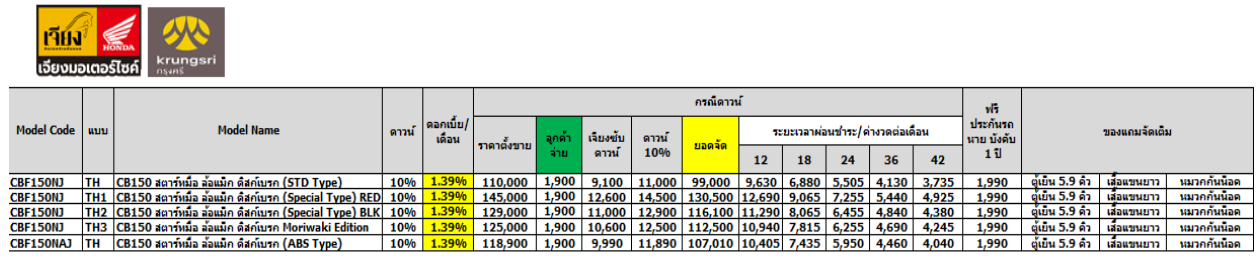 เจียง
HONDA
เจียงมอเตอร์ไซค์
krungsri
กรุงศรี
กรณีดาวน์
Model Code แบบ Model Name ดาวน์ ดอกเบี้ย/เดือน ราคาตั้งขาย ลูกค้าจ่าย เจียงซับดาวน์ ดาวน์ 10% ยอดจัด ระยะเวลาผ่อนชำระ/ค่างวดต่อเดือน ฟรี ประกันรถนาย บังคับ 1 ปี ของแถมจัดเต็ม
12 18 24 36 42
CBF150NJ TH CB150 สตาร์ทมือ ล้อแม็ก ดิสก์เบรก (STD Type) 10% 1.39% 110,000 1,900 9,100 11,000 99,000 9,630 6,880 5,505 4,130 3,735 1,990 ตู้เย็น 5.9 คิว เสื้อแขนยาว หมวกกันน็อค
CBF150NJ TH1 CB150 สตาร์ทมือ ล้อแม็ก ดิสก์เบรก (Special Type) RED 10% 1.39% 145,000 1,900 12,600 14,500 130,500 12,690 9,065 7,255 5,440 4,925 1,990 ตู้เย็น 5.9 คิว เสื้อแขนยาว หมวกกันน็อค
CBF150NJ TH2 CB150 สตาร์ทมือ ล้อแม็ก ดิสก์เบรก (Special Type) BLK 10% 1.39% 129,000 1,900 11,000 12,900 116,100 11,290 8,065 6,455 4,840 4,380 1,990 ตู้เย็น 5.9 คิว เสื้อแขนยาว หมวกกันน็อค
CBF150NJ TH3 CB150 สตาร์ทมือ ล้อแม็ก ดิสก์เบรก Moriwaki Edition 10% 1.39% 125,000 1,900 10,600 12,500 112,500 10,940 7,815 6,255 4,690 4,245 1,990 ตู้เย็น 5.9 คิว เสื้อแขนยาว หมวกกันน็อค
CBF150NAJ TH CB150 สตาร์ทมือ ล้อแม็ก ดิสก์เบรก (ABS Type) 10% 1.39% 118,900 1,900 9,990 11,890 107,010 10,405 7,435 5,950 4,460 4,040 1,990 ตู้เย็น 5.9 คิว เสื้อแขนยาว หมวกกันน็อค